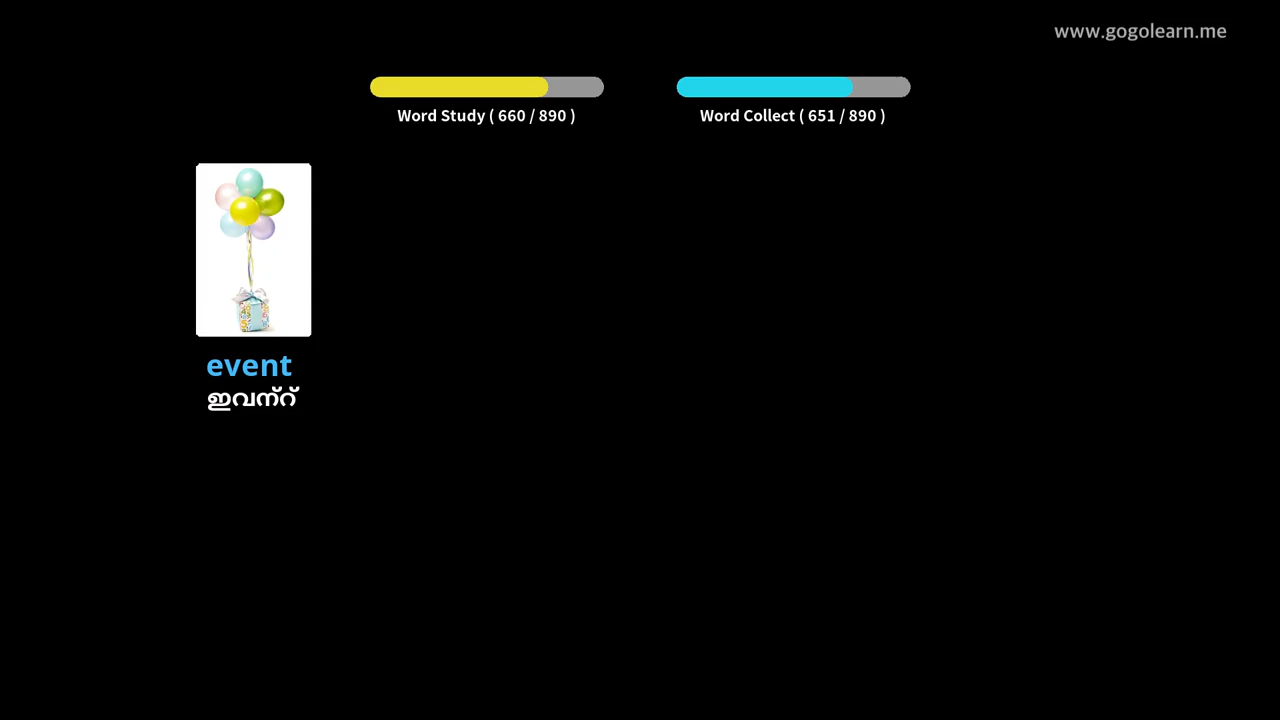 www.gogolearn.me
Word Study ( 660 / 890 )
Word Collect ( 651 / 890 )
event
ഇവന്റ്